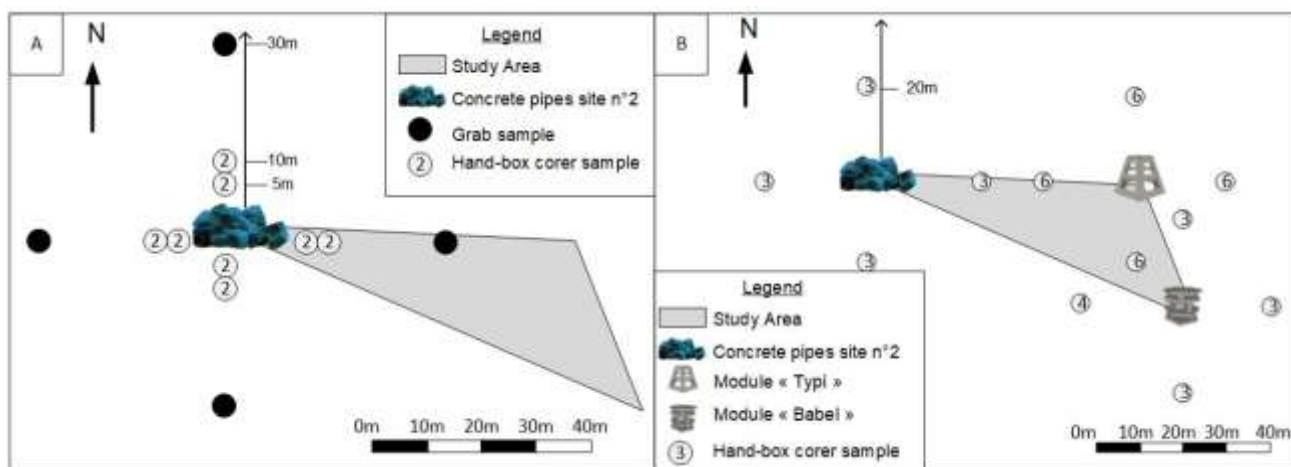 A
N
30m
10m
5m
2
2
2 2
2 2
2
2
Legend
Study Area
Concrete pipes site n°2
Grab sample
2 Hand-box corer sample
0m 10m 20m 30m 40m
B
N
20m
3
6
3
3
6
6
3
3
6
4
3
3
Legend
Study Area
Concrete pipes site n°2
Module « Typi »
Module « Babel »
3 Hand-box corer sample
0m 10m 20m 30m 40m